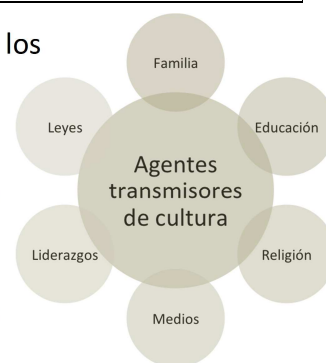 los
Familia
Leyes
Educación
Agentes
transmisores
de cultura
Liderazgos
Religión
Medios